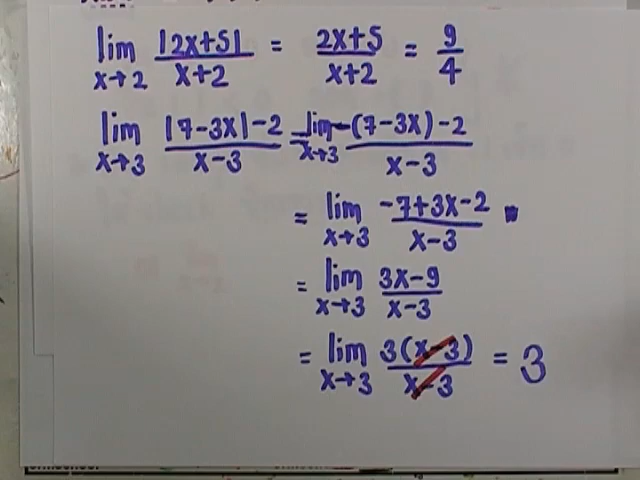 lim x→2 |2x+5| / x+2 = 2x+5 / x+2 = 9/4
lim x→3 |7-3x|-2 / x-3 = lim x→3 -(7-3x)-2 / x-3
= lim x→3 -7+3x-2 / x-3
= lim x→3 3x-9 / x-3
= lim x→3 3(x-3) / x-3 = 3